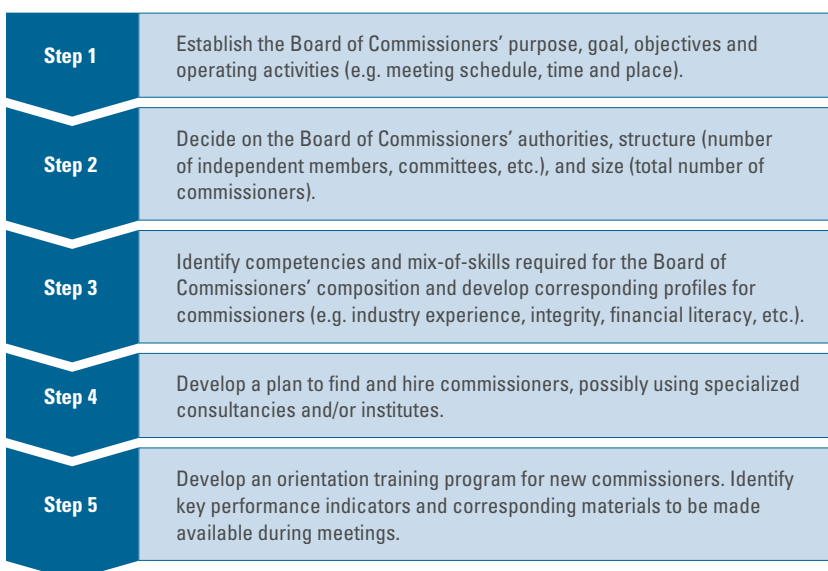 Step 1
Establish the Board of Commissioners’ purpose, goal, objectives and
operating activities (e.g. meeting schedule, time and place).
Step 2
Decide on the Board of Commissioners’ authorities, structure (number
of independent members, committees, etc.), and size (total number of
commissioners).
Step 3
Identify competencies and mix-of-skills required for the Board of
Commissioners’ composition and develop corresponding profiles for
commissioners (e.g. industry experience, integrity, financial literacy, etc.).
Step 4
Develop a plan to find and hire commissioners, possibly using specialized
consultancies and/or institutes.
Step 5
Develop an orientation training program for new commissioners. Identify
key performance indicators and corresponding materials to be made
available during meetings.